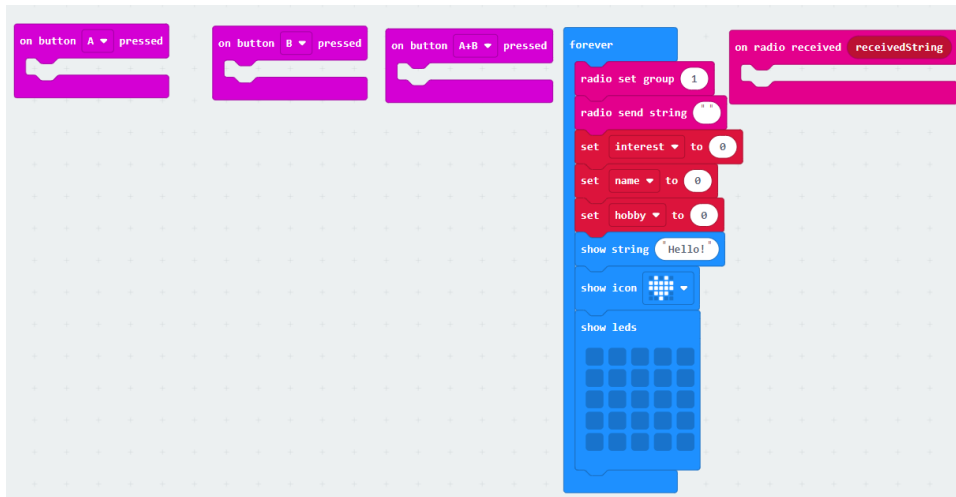 on button A pressed
on button B pressed
on button A+B pressed
forever
radio set group 1
radio send string " "
set interest to 0
set name to 0
set hobby to 0
show string "Hello!"
show icon
show leds
on radio received receivedString